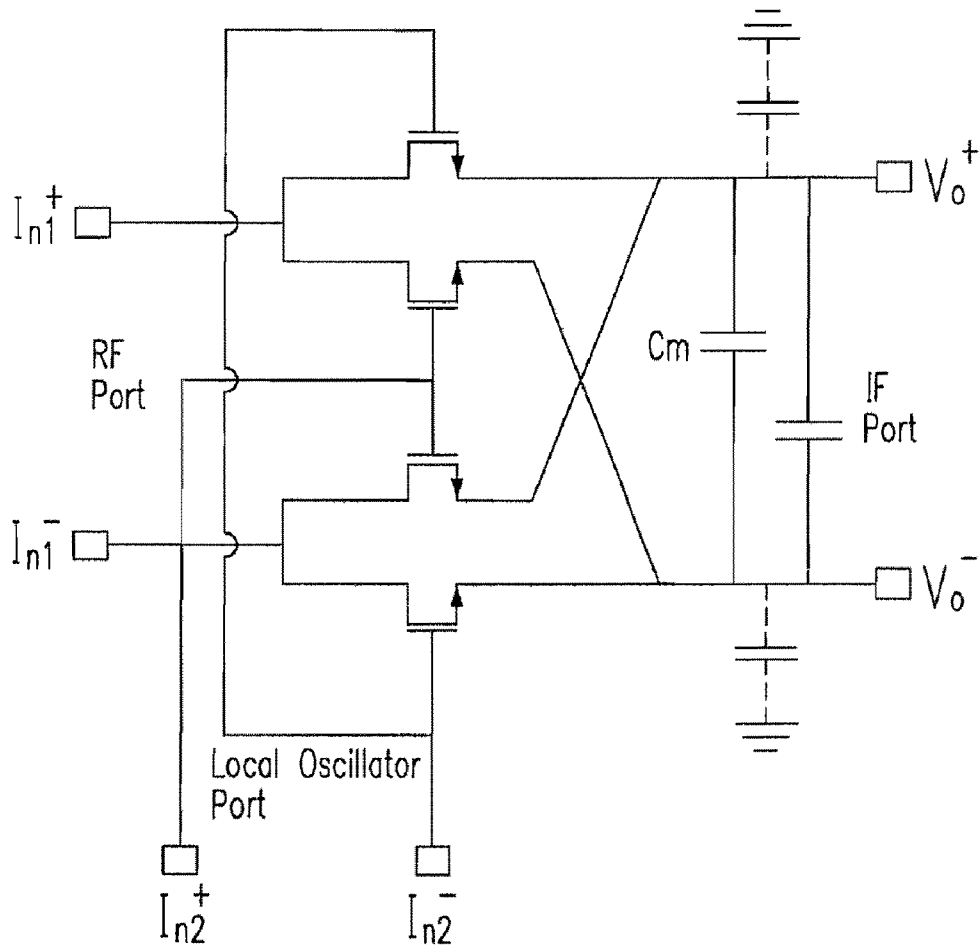 In1+
Vo+
RF
Port
Cm
IF
Port
In1-
Vo-
Local Oscillator
Port
In2+
In2-